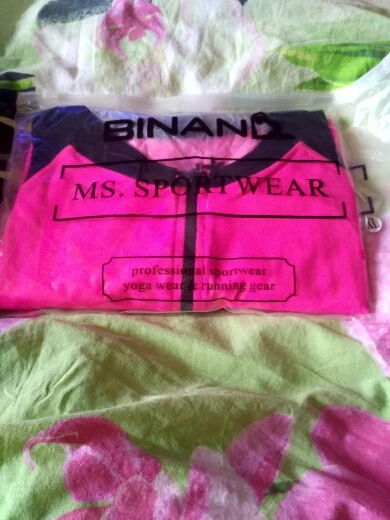 BINAND
MS. SPORTWEAR
professional sportwear
yoga wear & running gear